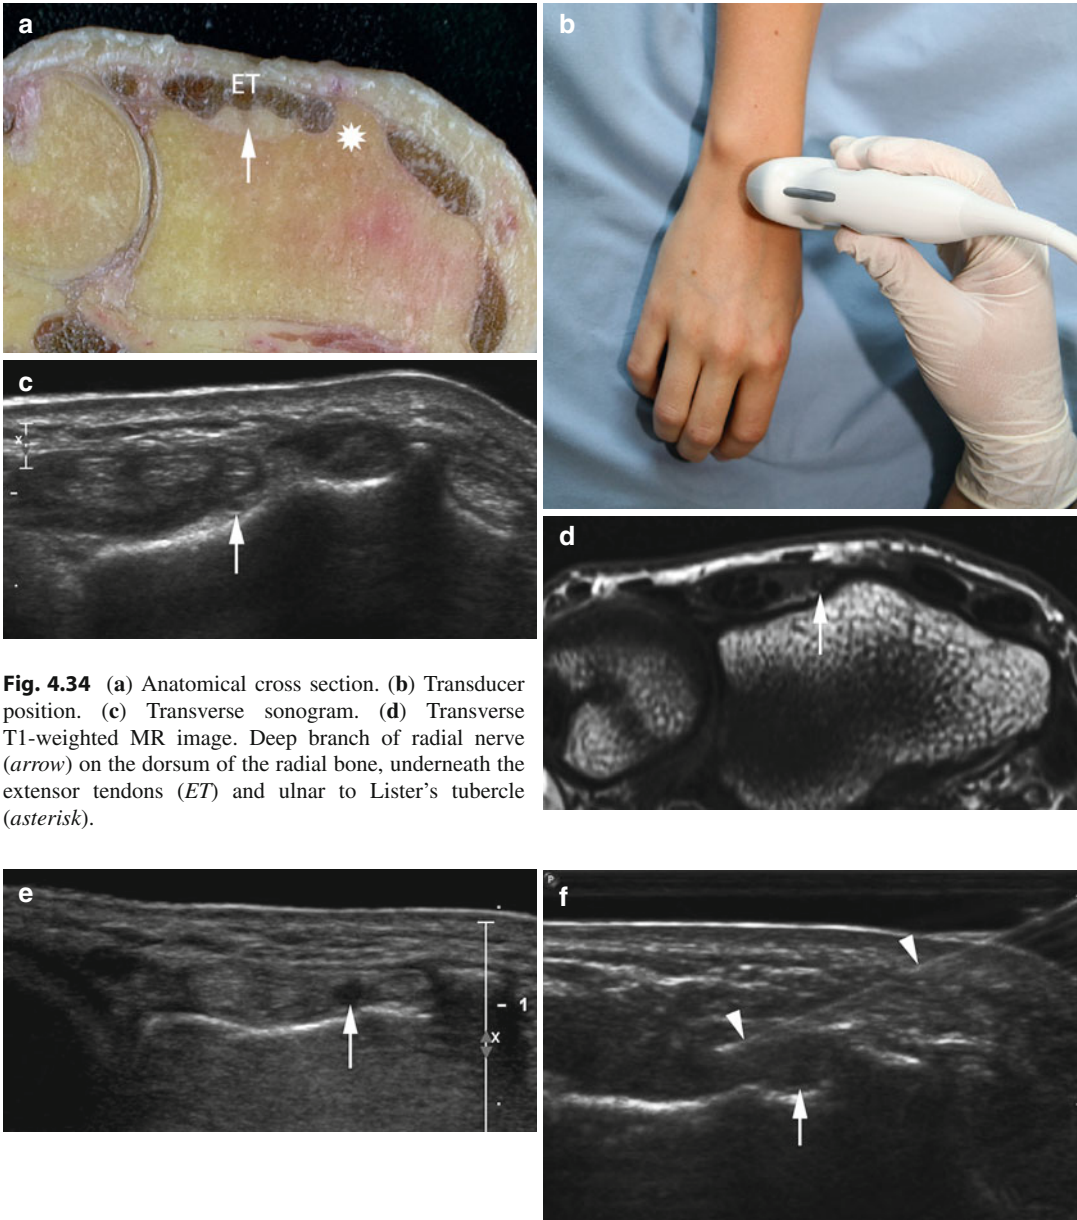 a
ET
b
c
x
d
Fig. 4.34 (a) Anatomical cross section. (b) Transducer
position. (c) Transverse sonogram. (d) Transverse
T1-weighted MR image. Deep branch of radial nerve
(arrow) on the dorsum of the radial bone, underneath the
extensor tendons (ET) and ulnar to Lister's tubercle
(asterisk).
e
- 1
x
P
f